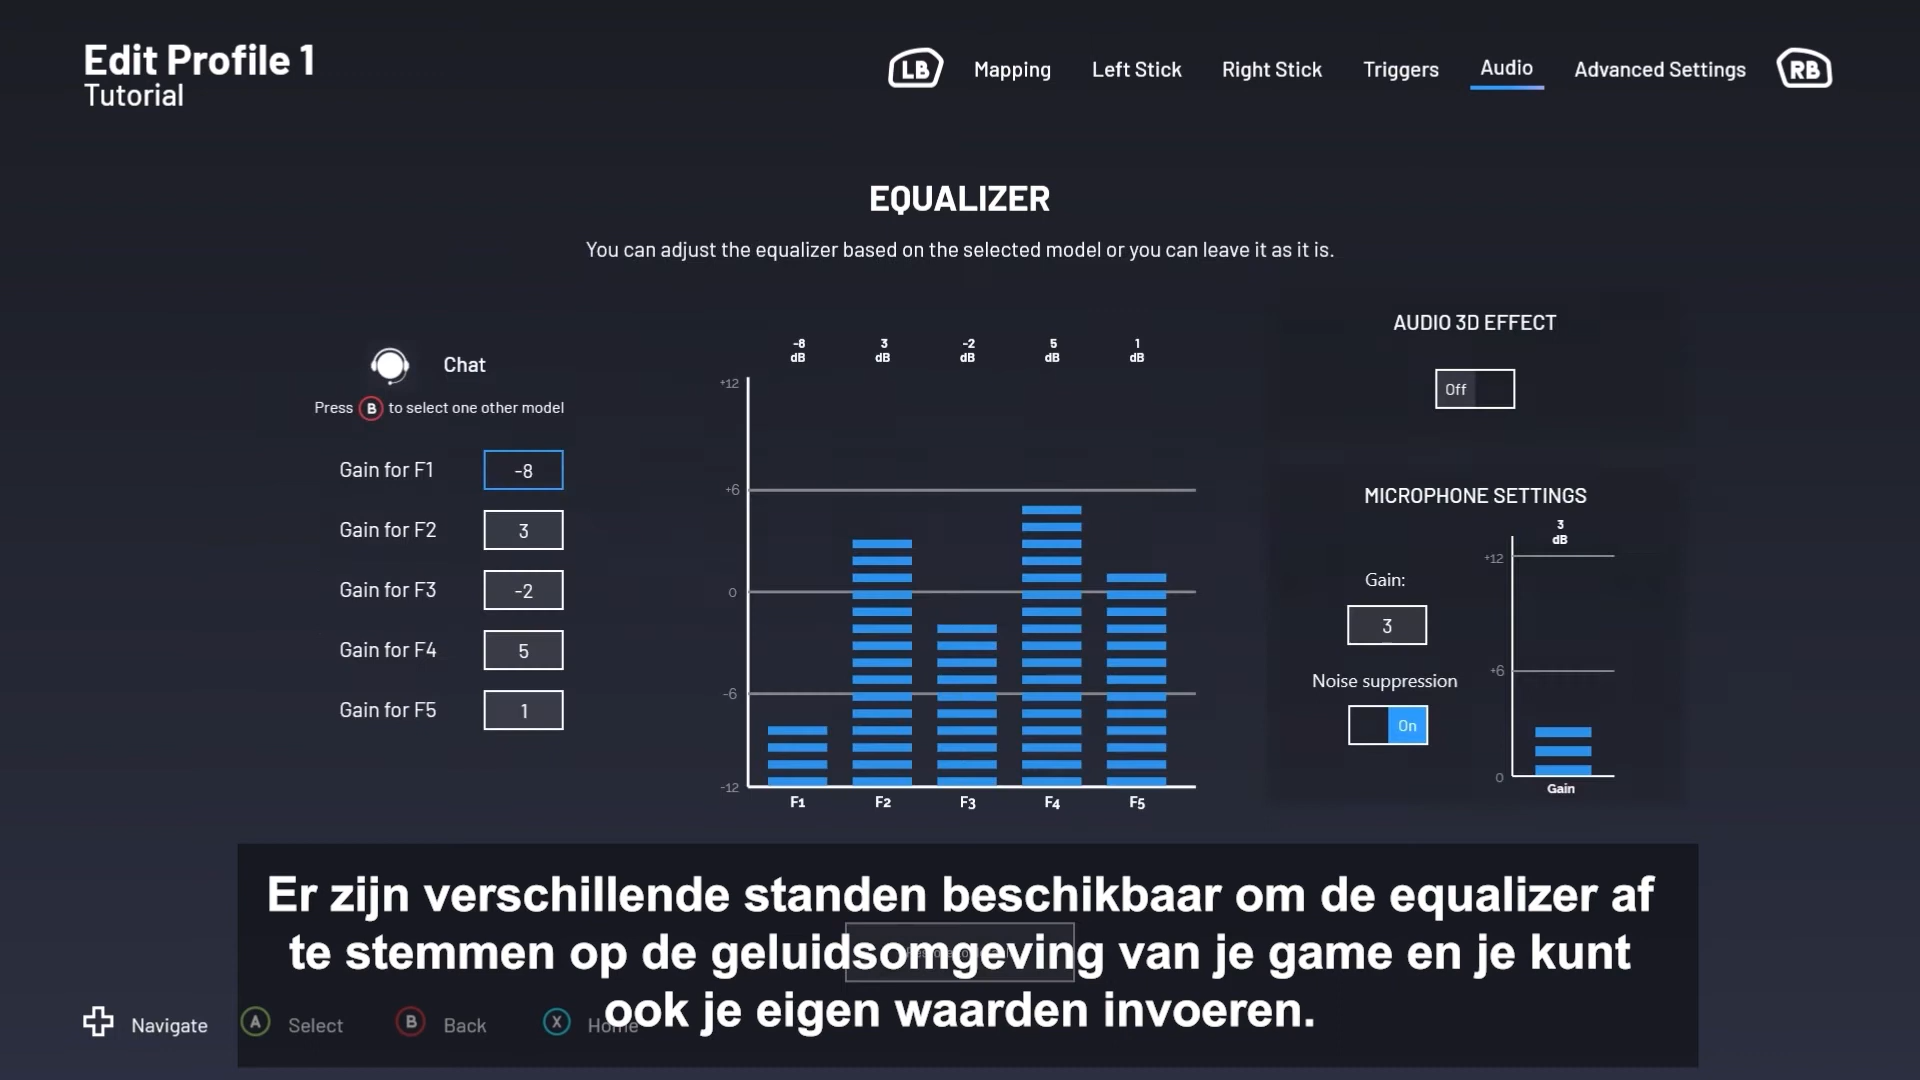 Edit Profile 1
Tutorial
LB Mapping Left Stick Right Stick Triggers Audio Advanced Settings RB
EQUALIZER
You can adjust the equalizer based on the selected model or you can leave it as it is.
Chat
Press B to select one other model
Gain for F1 -8
Gain for F2 3
Gain for F3 -2
Gain for F4 5
Gain for F5 1
-8 3 -2 5 1
dB dB dB dB dB
+12
+6
0
-6
-12
F1 F2 F3 F4 F5
AUDIO 3D EFFECT
Off
MICROPHONE SETTINGS
3
dB
Gain:
3
Noise suppression
On
+12
+6
0
Gain
Er zijn verschillende standen beschikbaar om de equalizer af
te stemmen op de geluidsomgeving van je game en je kunt
ook je eigen waarden invoeren.
Navigate A Select B Back X Home